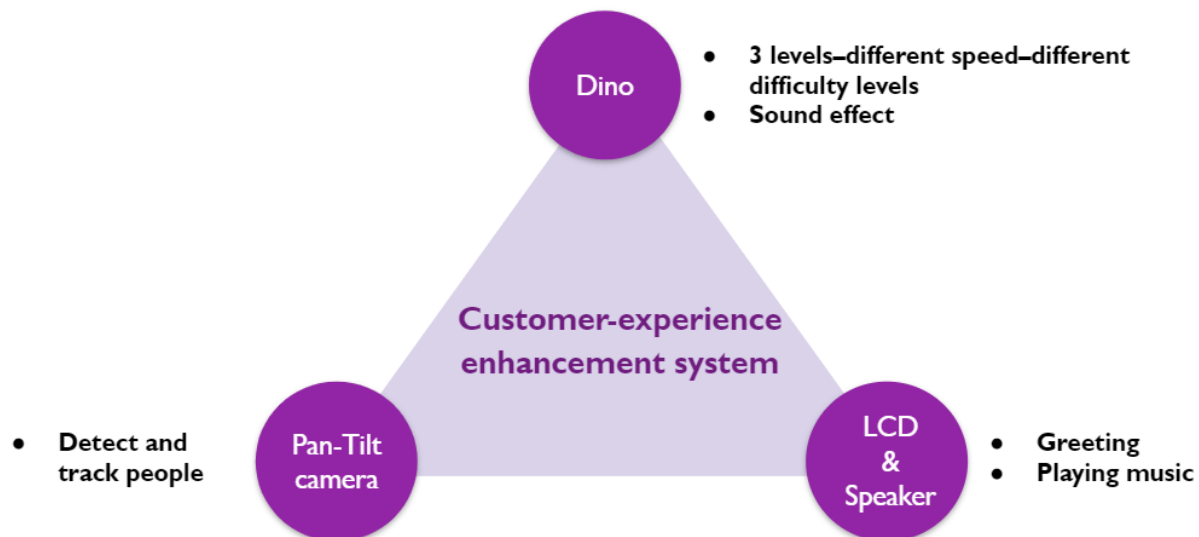 Dino
● 3 levels–different speed–different
difficulty levels
● Sound effect
Customer-experience
enhancement system
● Detect and
track people
Pan-Tilt
camera
LCD
&
Speaker
● Greeting
● Playing music